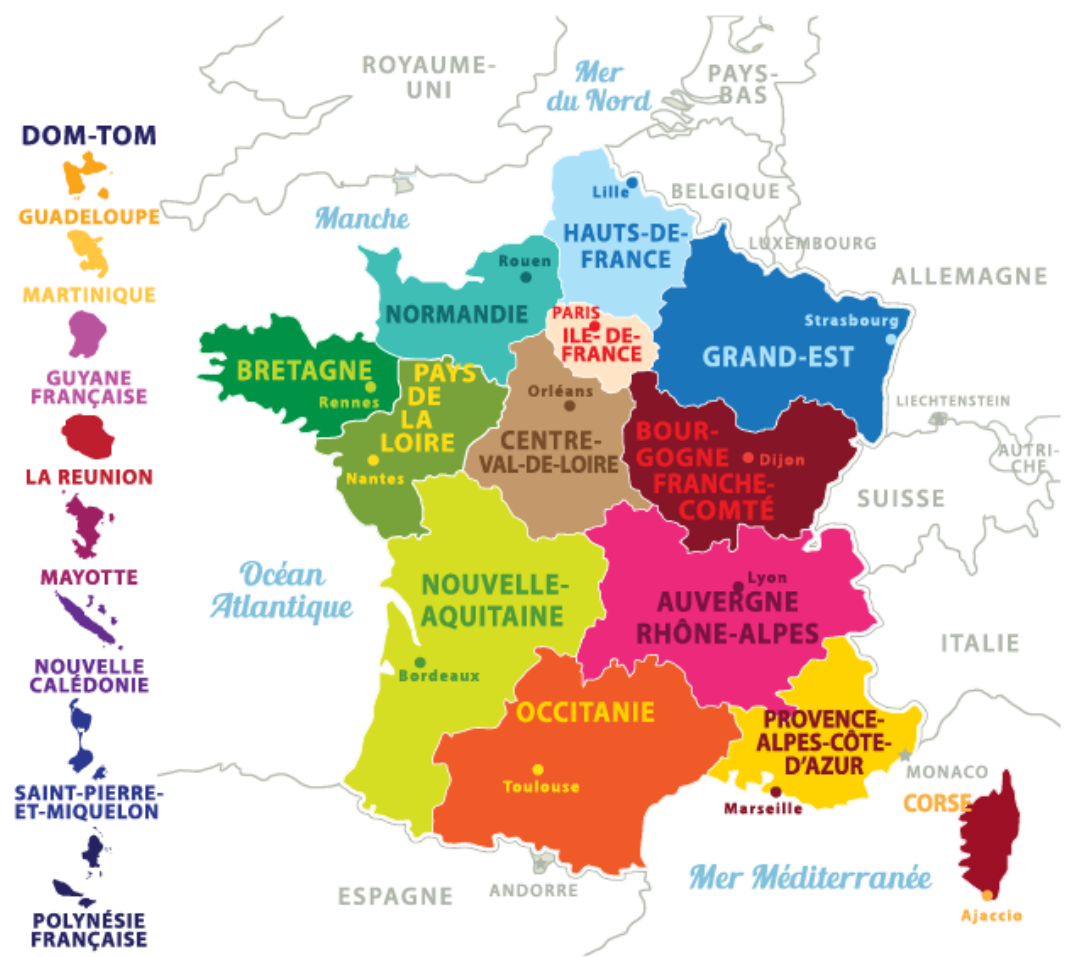 ROYAUME-
UNI
Mer
du Nord
PAYS-
BAS
DOM-TOM
GUADELOUPE
MARTINIQUE
GUYANE
FRANÇAISE
LA REUNION
MAYOTTE
NOUVELLE
CALÉDONIE
SAINT-PIERRE-
ET-MIQUELON
POLYNÉSIE
FRANÇAISE
Manche
Lille
BELGIQUE
HAUTS-DE-
FRANCE
LUXEMBOURG
ALLEMAGNE
Rouen
NORMANDIE
PARIS
ILE- DE-
FRANCE
Strasbourg
GRAND-EST
BRETAGNE
Rennes
PAYS
DE
LA
LOIRE
Nantes
Orléans
CENTRE-
VAL-DE-LOIRE
BOUR-
GOGNE
FRANCHE-
COMTÉ
Dijon
LIECHTENSTEIN
AUTRI-
CHE
SUISSE
Océan
Atlantique
NOUVELLE-
AQUITAINE
Bordeaux
Lyon
AUVERGNE
RHÔNE-ALPES
ITALIE
OCCITANIE
Toulouse
PROVENCE-
ALPES-CÔTE-
D'AZUR
Marseille
MONACO
CORSE
Ajaccio
ESPAGNE
ANDORRE
Mer Méditerranée